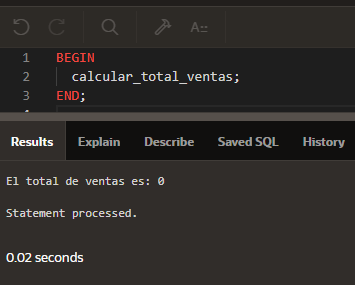 1 BEGIN
2 calcular_total_ventas;
3 END;
Results Explain Describe Saved SQL History
El total de ventas es: 0
Statement processed.
0.02 seconds